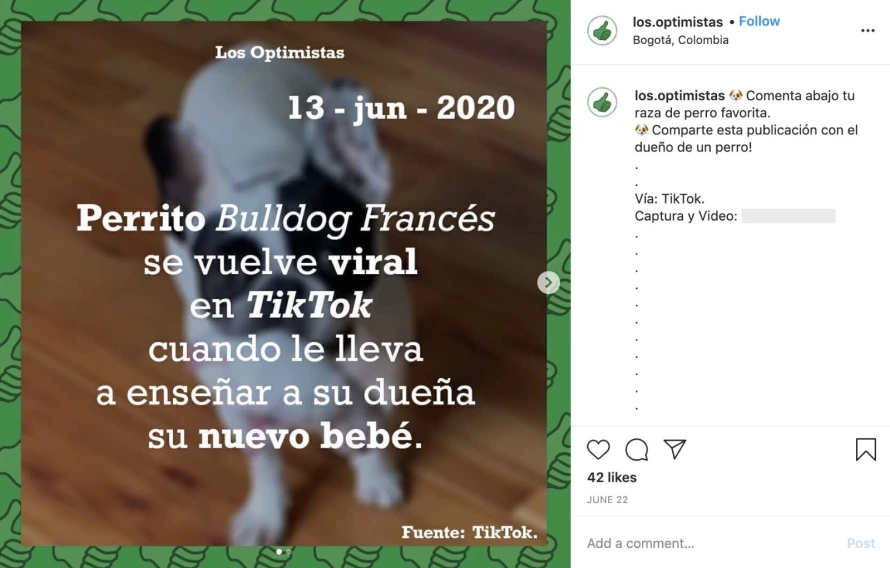 Los Optimistas
13 - jun - 2020
Perrito Bulldog Francés
se vuelve viral
en TikTok
cuando le lleva
a enseñar a su dueña
su nuevo bebé.
Fuente: TikTok.
los.optimistas • Follow
Bogotá, Colombia
los.optimistas 🐶 Comenta abajo tu
raza de perro favorita.
🐶 Comparte esta publicación con el
dueño de un perro!
.
.
Vía: TikTok.
Captura y Video:
.
.
.
.
.
.
.
.
.
.
.
42 likes
JUNE 22
Add a comment...
Post